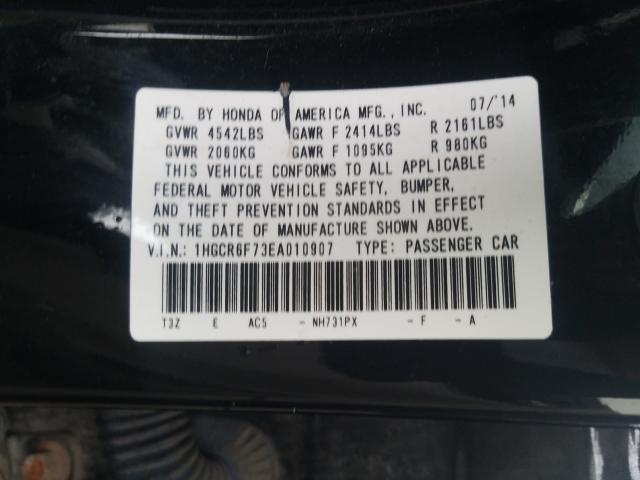 MFD. BY HONDA OF AMERICA MFG., INC. 07/'14
GVWR 4542LBS GAWR F 2414LBS R 2161LBS
GVWR 2060KG GAWR F 1095KG R 980KG
THIS VEHICLE CONFORMS TO ALL APPLICABLE
FEDERAL MOTOR VEHICLE SAFETY, BUMPER,
AND THEFT PREVENTION STANDARDS IN EFFECT
ON THE DATE OF MANUFACTURE SHOWN ABOVE.
V.I.N.: 1HGCR6F73EA010907 TYPE: PASSENGER CAR
T3Z E AC5 - NH731PX - F - A